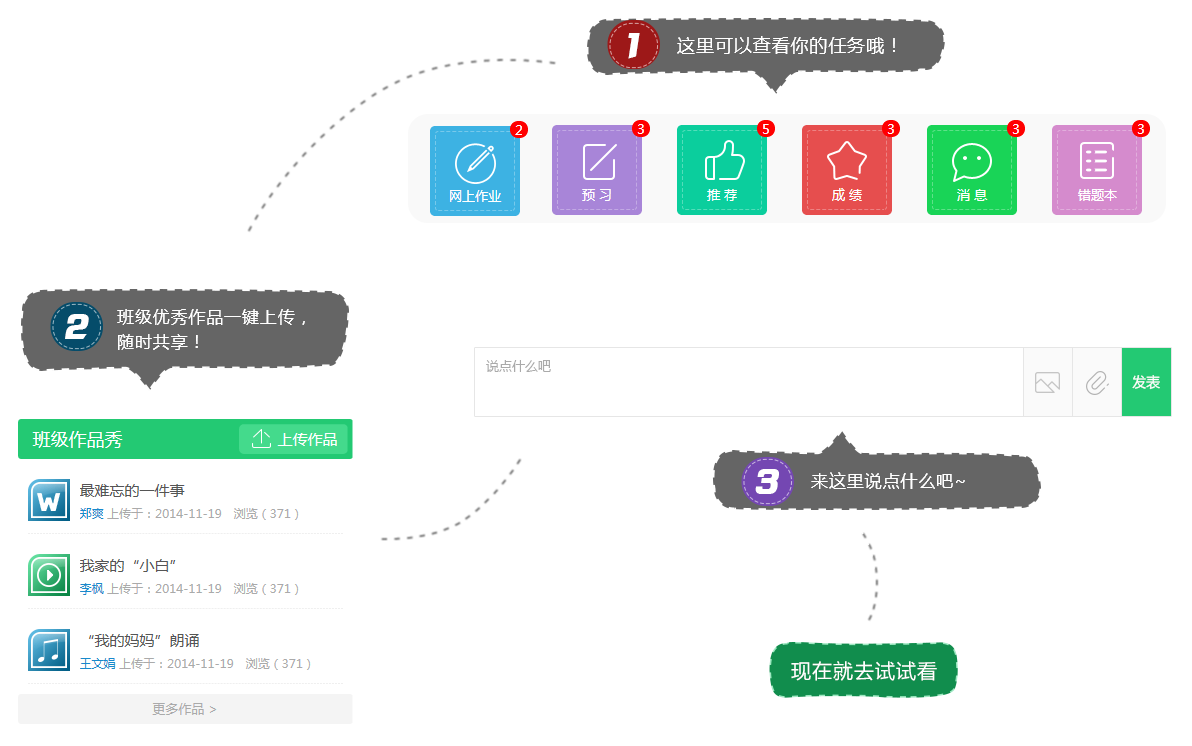 1
这里可以查看你的任务哦！
2
3
5
3
3
3
网上作业
预习
推荐
成绩
消息
错题本
2
班级优秀作品一键上传，
随时共享！
班级作品秀
上传作品
W
最难忘的一件事
郑爽 上传于：2014-11-19 浏览（371）
我家的“小白”
李枫 上传于：2014-11-19 浏览（371）
“我的妈妈”朗诵
王文娟 上传于：2014-11-19 浏览（371）
更多作品 >
说点什么吧
发表
3
来这里说点什么吧~
现在就去试试看